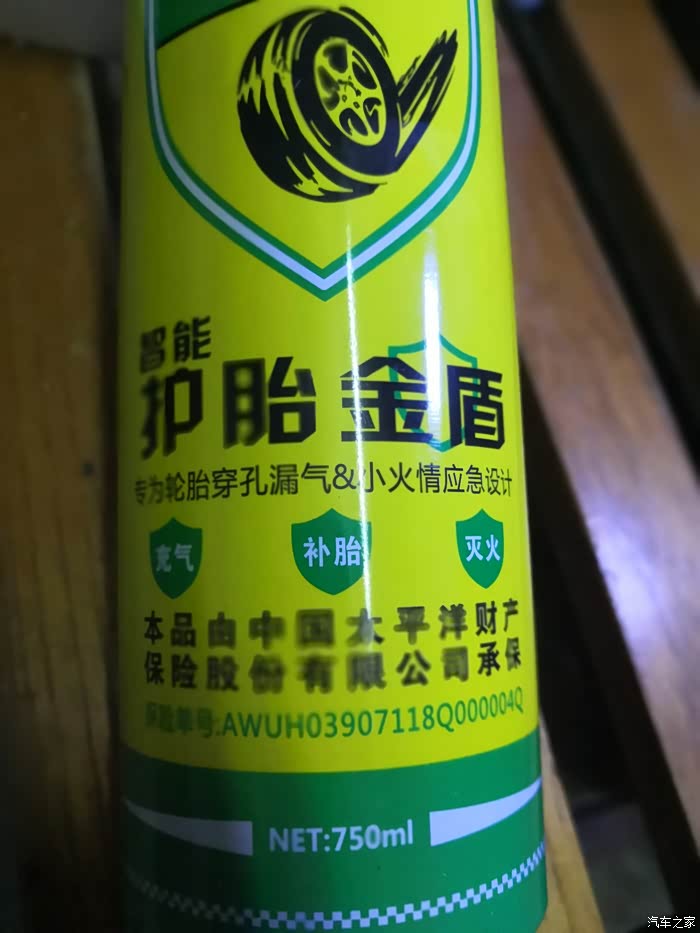 智能
护胎金盾
专为轮胎穿孔漏气&小火情应急设计
充气 补胎 灭火
本品由中国太平洋财产
保险股份有限公司承保
保险单号:AWUH03907118Q000004Q
NET:750ml
汽车之家